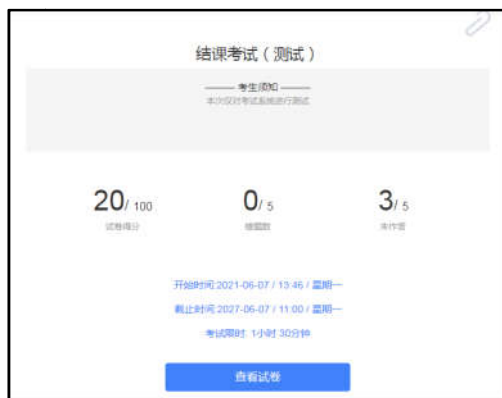 结课考试（测试）
考生须知
本次仅对考试系统进行测试
20/ 100
0/ 5
3/ 5
试卷得分
错题数
未作答
开始时间:2021-06-07 / 13:46 / 星期一
截止时间:2027-06-07 / 11:00 / 星期一
考试限时: 1小时 30分钟
查看试卷